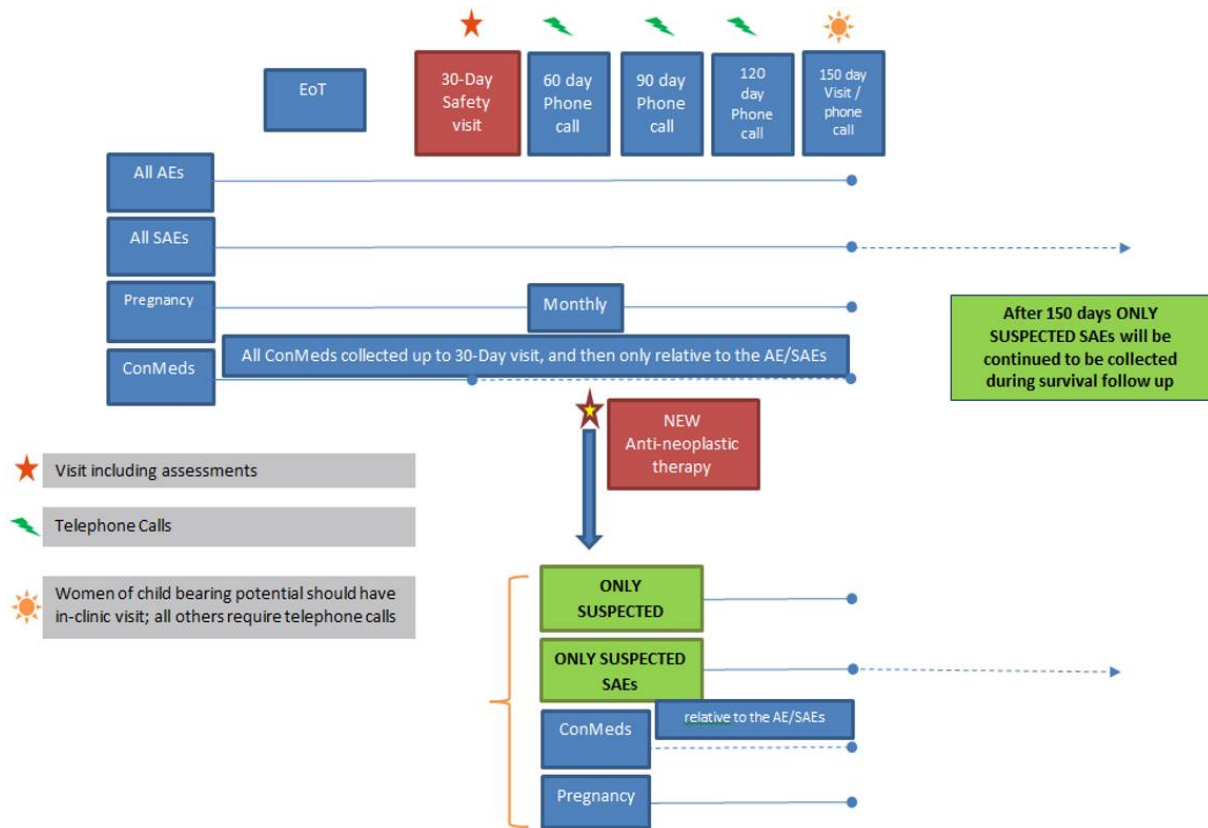 EoT
30-Day
Safety
visit
60 day
Phone
call
90 day
Phone
call
120
day
Phone
call
150 day
Visit /
phone
call
All AEs
All SAEs
Pregnancy
Monthly
ConMeds
All ConMeds collected up to 30-Day visit, and then only relative to the AE/SAEs
After 150 days ONLY
SUSPECTED SAEs will be
continued to be collected
during survival follow up
NEW
Anti-neoplastic
therapy
Visit including assessments
Telephone Calls
Women of child bearing potential should have
in-clinic visit; all others require telephone calls
ONLY
SUSPECTED
ONLY SUSPECTED
SAEs
ConMeds
relative to the AE/SAEs
Pregnancy